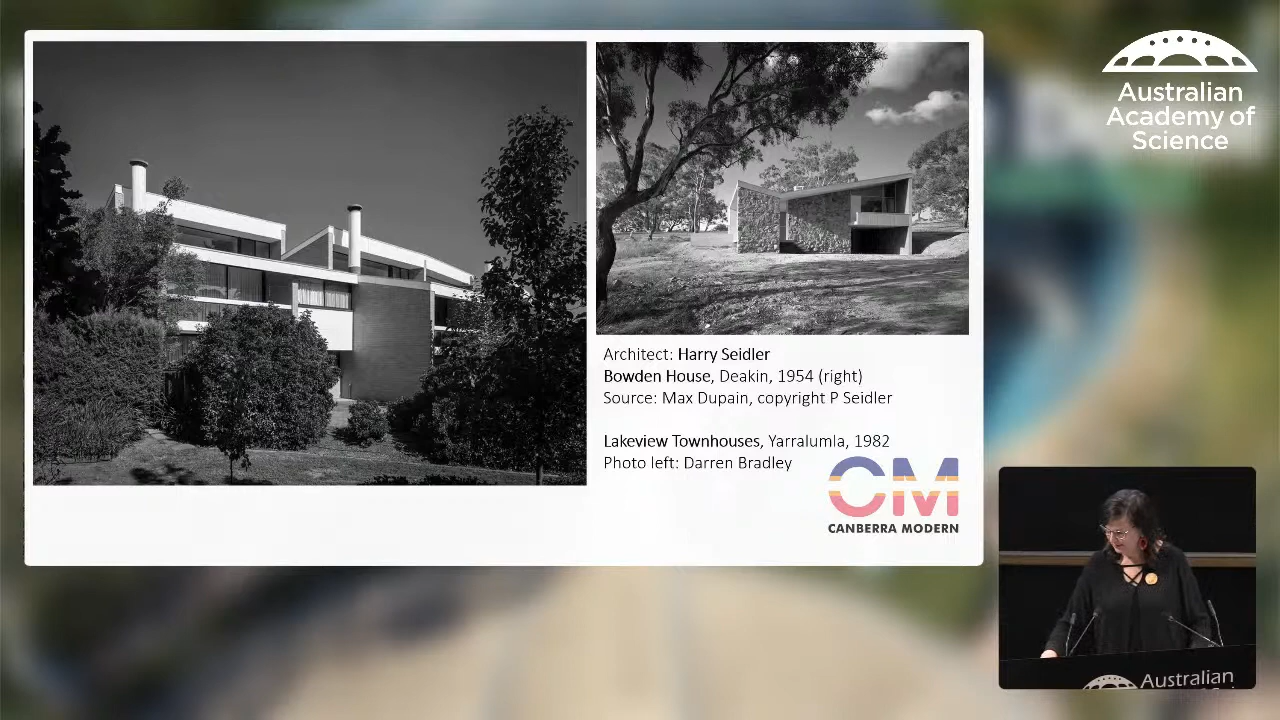 Australian
Academy of
Science
Architect: Harry Seidler
Bowden House, Deakin, 1954 (right)
Source: Max Dupain, copyright P Seidler
Lakeview Townhouses, Yarralumla, 1982
Photo left: Darren Bradley
CM
CANBERRA MODERN
Australian